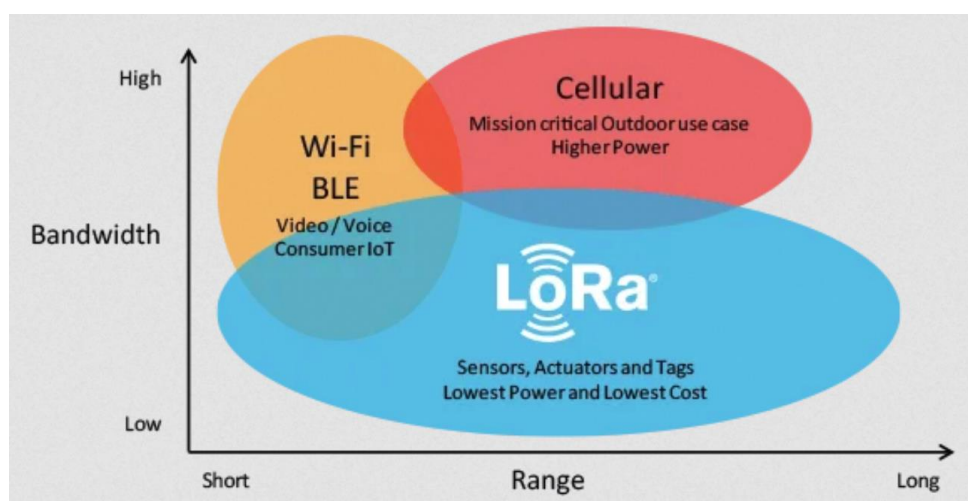 High
Bandwidth
Low
Wi-Fi
BLE
Video / Voice
Consumer IoT
Cellular
Mission critical Outdoor use case
Higher Power
LoRa®
Sensors, Actuators and Tags
Lowest Power and Lowest Cost
Short
Range
Long